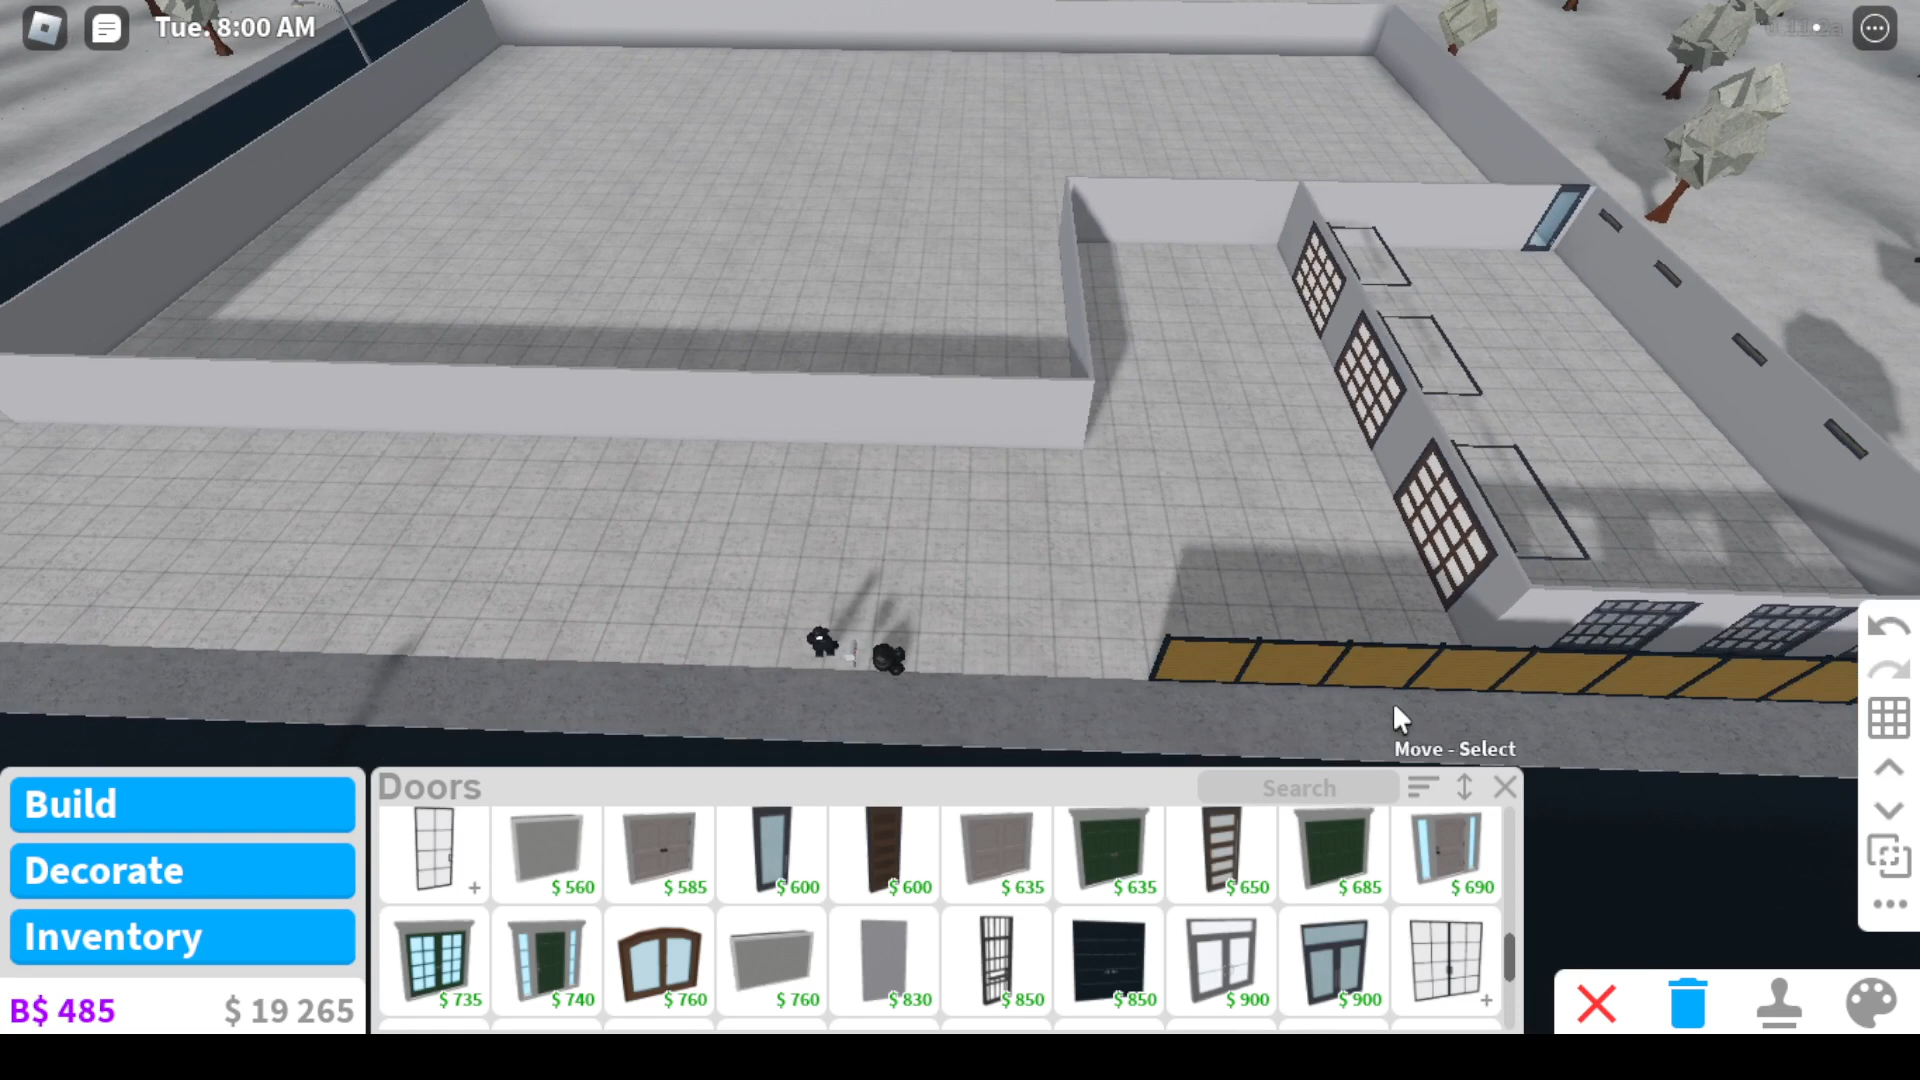 Tue. 8:00 AM
Move - Select
Build
Decorate
Inventory
B$ 485
$ 19 265
Doors
Search
+
$ 560
$ 585
$ 600
$ 600
$ 635
$ 635
$ 650
$ 685
$ 690
$ 735
$ 740
$ 760
$ 760
$ 830
$ 850
$ 850
$ 900
$ 900
+